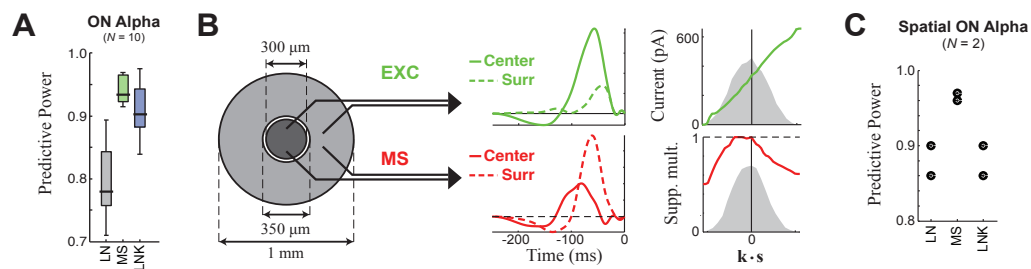 A
ON Alpha
(N = 10)
Predictive Power
1.0
0.9
0.8
0.7
LN
MS
LNK
B
300 µm
350 µm
1 mm
EXC
MS
Center
Surr
Center
Surr
-200
-100
0
Time (ms)
Current (pA)
600
0
Supp. mult.
1
0
0
k·s
C
Spatial ON Alpha
(N = 2)
Predictive Power
1.0
0.9
0.8
LN
MS
LNK